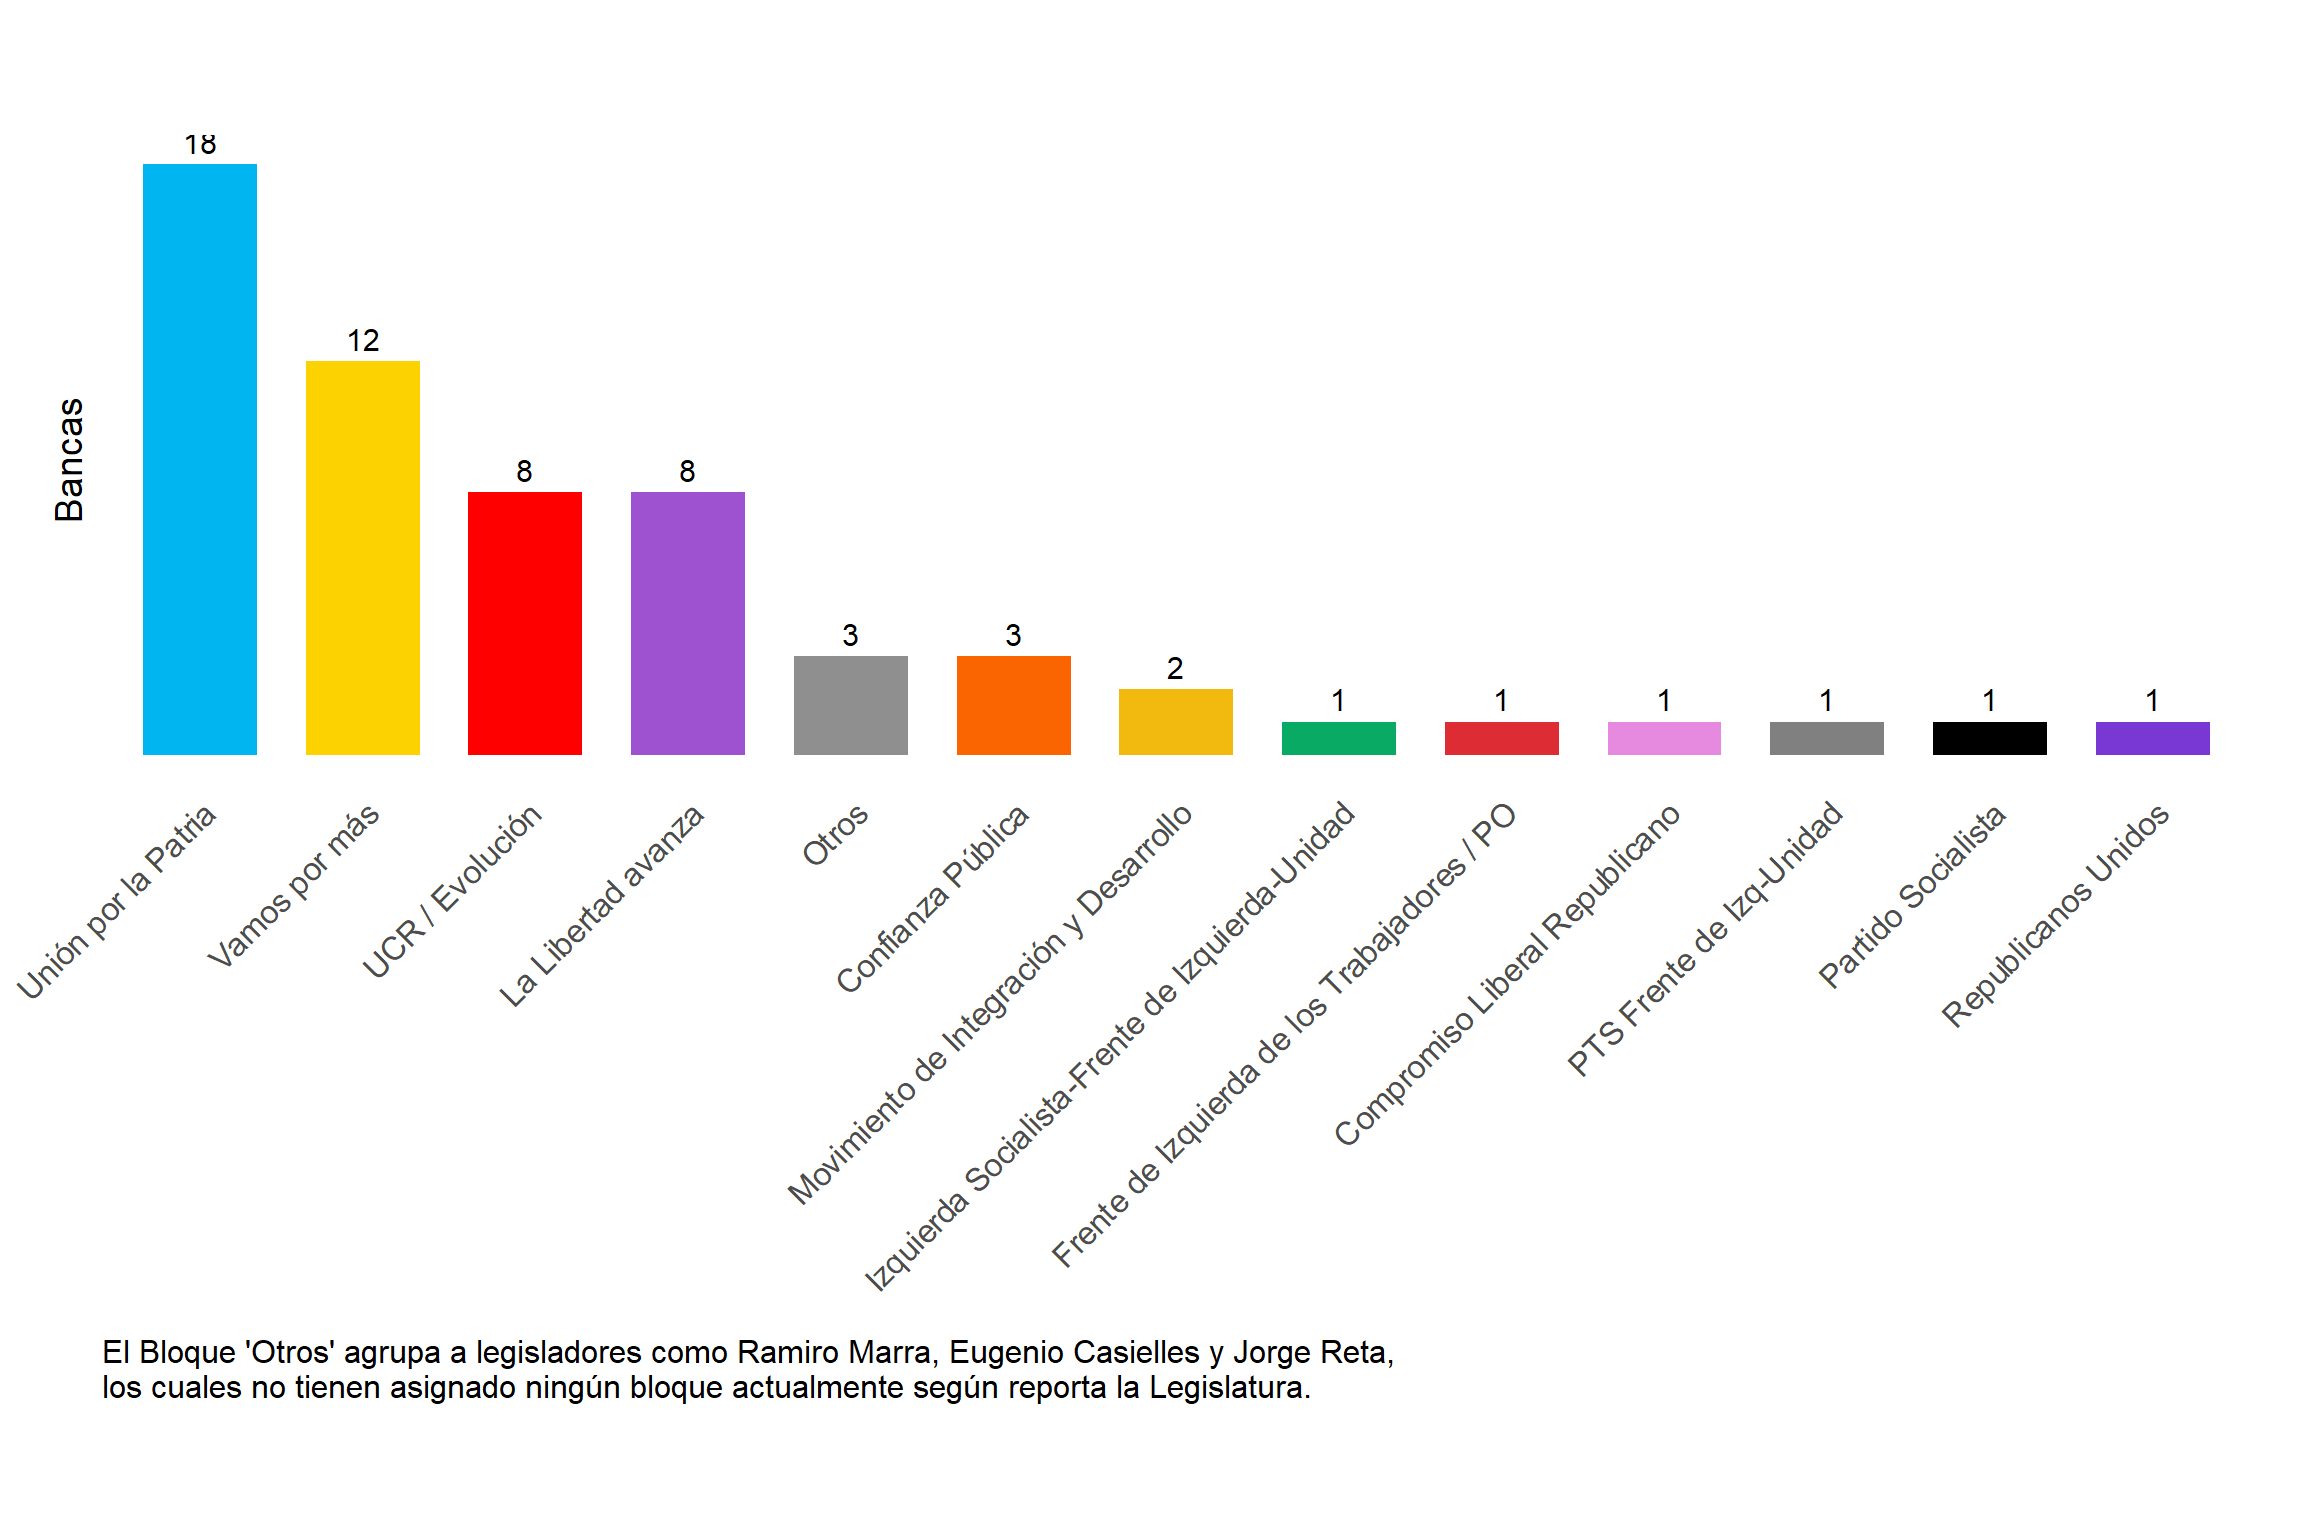 18
12
8
8
3
3
2
1
1
1
1
1
1
Bancas
Unión por la Patria
Vamos por más
UCR / Evolución
La Libertad avanza
Otros
Confianza Pública
Movimiento de Integración y Desarrollo
Izquierda Socialista-Frente de Izquierda-Unidad
Frente de Izquierda de los Trabajadores / PO
Compromiso Liberal Republicano
PTS Frente de Izq-Unidad
Partido Socialista
Republicanos Unidos
El Bloque 'Otros' agrupa a legisladores como Ramiro Marra, Eugenio Casielles y Jorge Reta,
los cuales no tienen asignado ningún bloque actualmente según reporta la Legislatura.